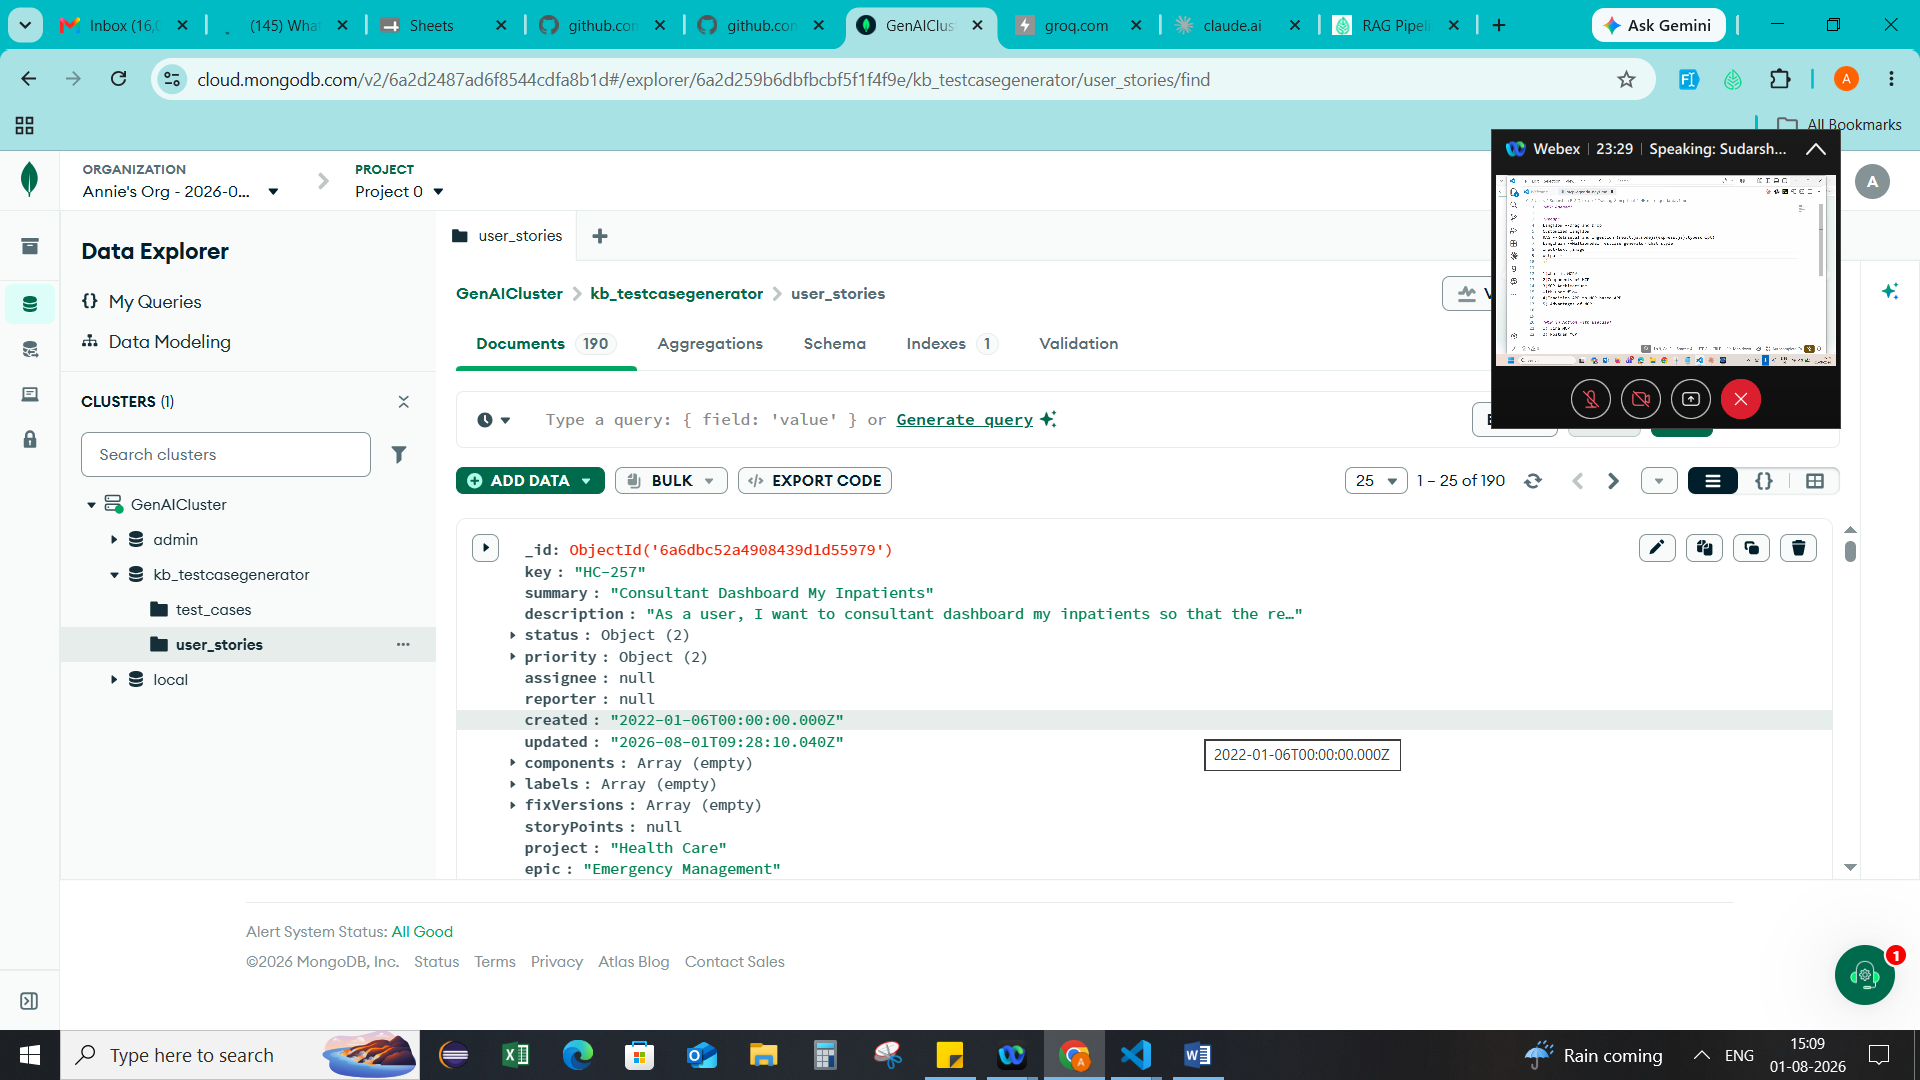 Inbox (16,
(145) What
Sheets
github.con
github.con
GenAIClus
groq.com
claude.ai
RAG Pipeli
Ask Gemini
cloud.mongodb.com/v2/6a2d2487ad6f8544cdfa8b1d#/explorer/6a2d259b6dbfbcbf5f1f4f9e/kb_testcasegenerator/user_stories/find
A
All Bookmarks
ORGANIZATION
Annie's Org - 2026-0...
PROJECT
Project 0
Webex
23:29
Speaking: Sudarsh...
A
Data Explorer
My Queries
Data Modeling
CLUSTERS (1)
Search clusters
GenAICluster
admin
kb_testcasegenerator
test_cases
user_stories
local
user_stories
GenAICluster
kb_testcasegenerator
user_stories
Documents 190
Aggregations
Schema
Indexes 1
Validation
Type a query: { field: 'value' } or Generate query
ADD DATA
BULK
EXPORT CODE
25
1 – 25 of 190
_id: ObjectId('6a6dbc52a4908439d1d55979')
key : "HC-257"
summary : "Consultant Dashboard My Inpatients"
description : "As a user, I want to consultant dashboard my inpatients so that the re…"
status : Object (2)
priority : Object (2)
assignee : null
reporter : null
created : "2022-01-06T00:00:00.000Z"
updated : "2026-08-01T09:28:10.040Z"
2022-01-06T00:00:00.000Z
components : Array (empty)
labels : Array (empty)
fixVersions : Array (empty)
storyPoints : null
project : "Health Care"
epic : "Emergency Management"
Alert System Status: All Good
©2026 MongoDB, Inc.
Status
Terms
Privacy
Atlas Blog
Contact Sales
1
Type here to search
Rain coming
ENG
15:09
01-08-2026